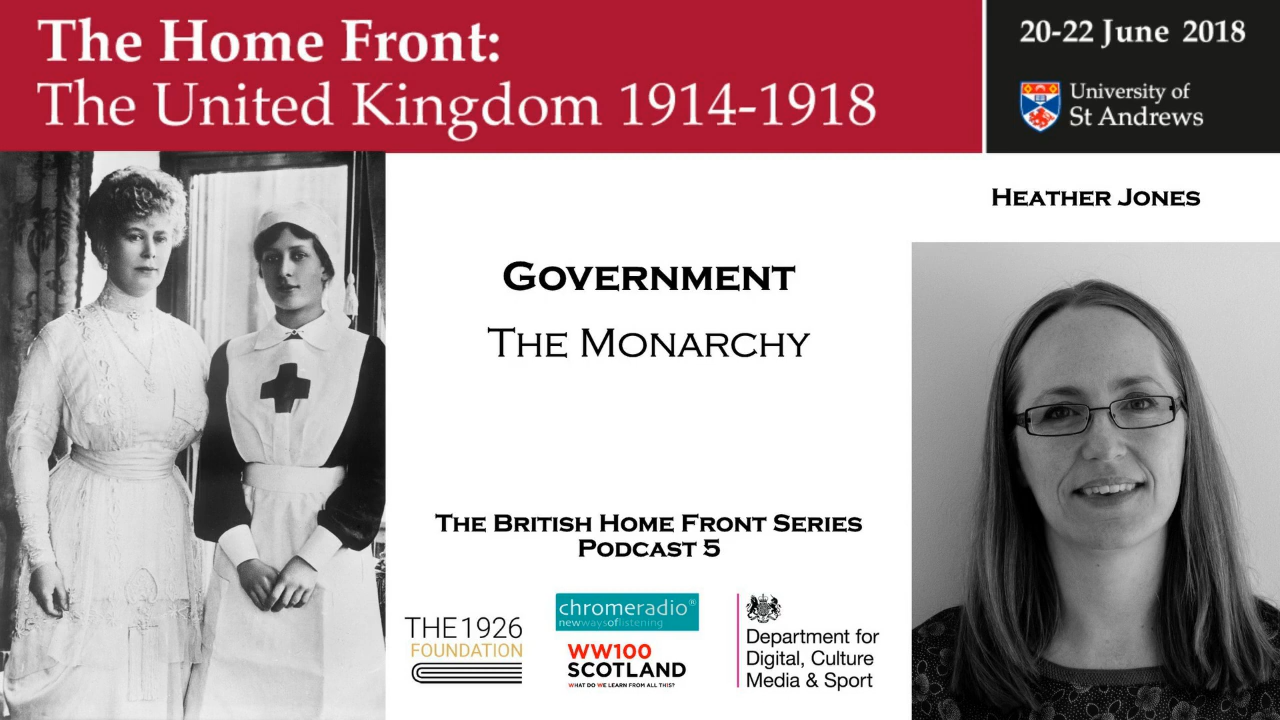 The Home Front:
The United Kingdom 1914-1918
20-22 June 2018
University of
St Andrews
HEATHER JONES
GOVERNMENT
THE MONARCHY
THE BRITISH HOME FRONT SERIES
PODCAST 5
THE 1926
FOUNDATION
chromeradio®
newwaysoflistening
WW100
SCOTLAND
WHAT DO WE LEARN FROM ALL THIS?
Department for
Digital, Culture
Media & Sport